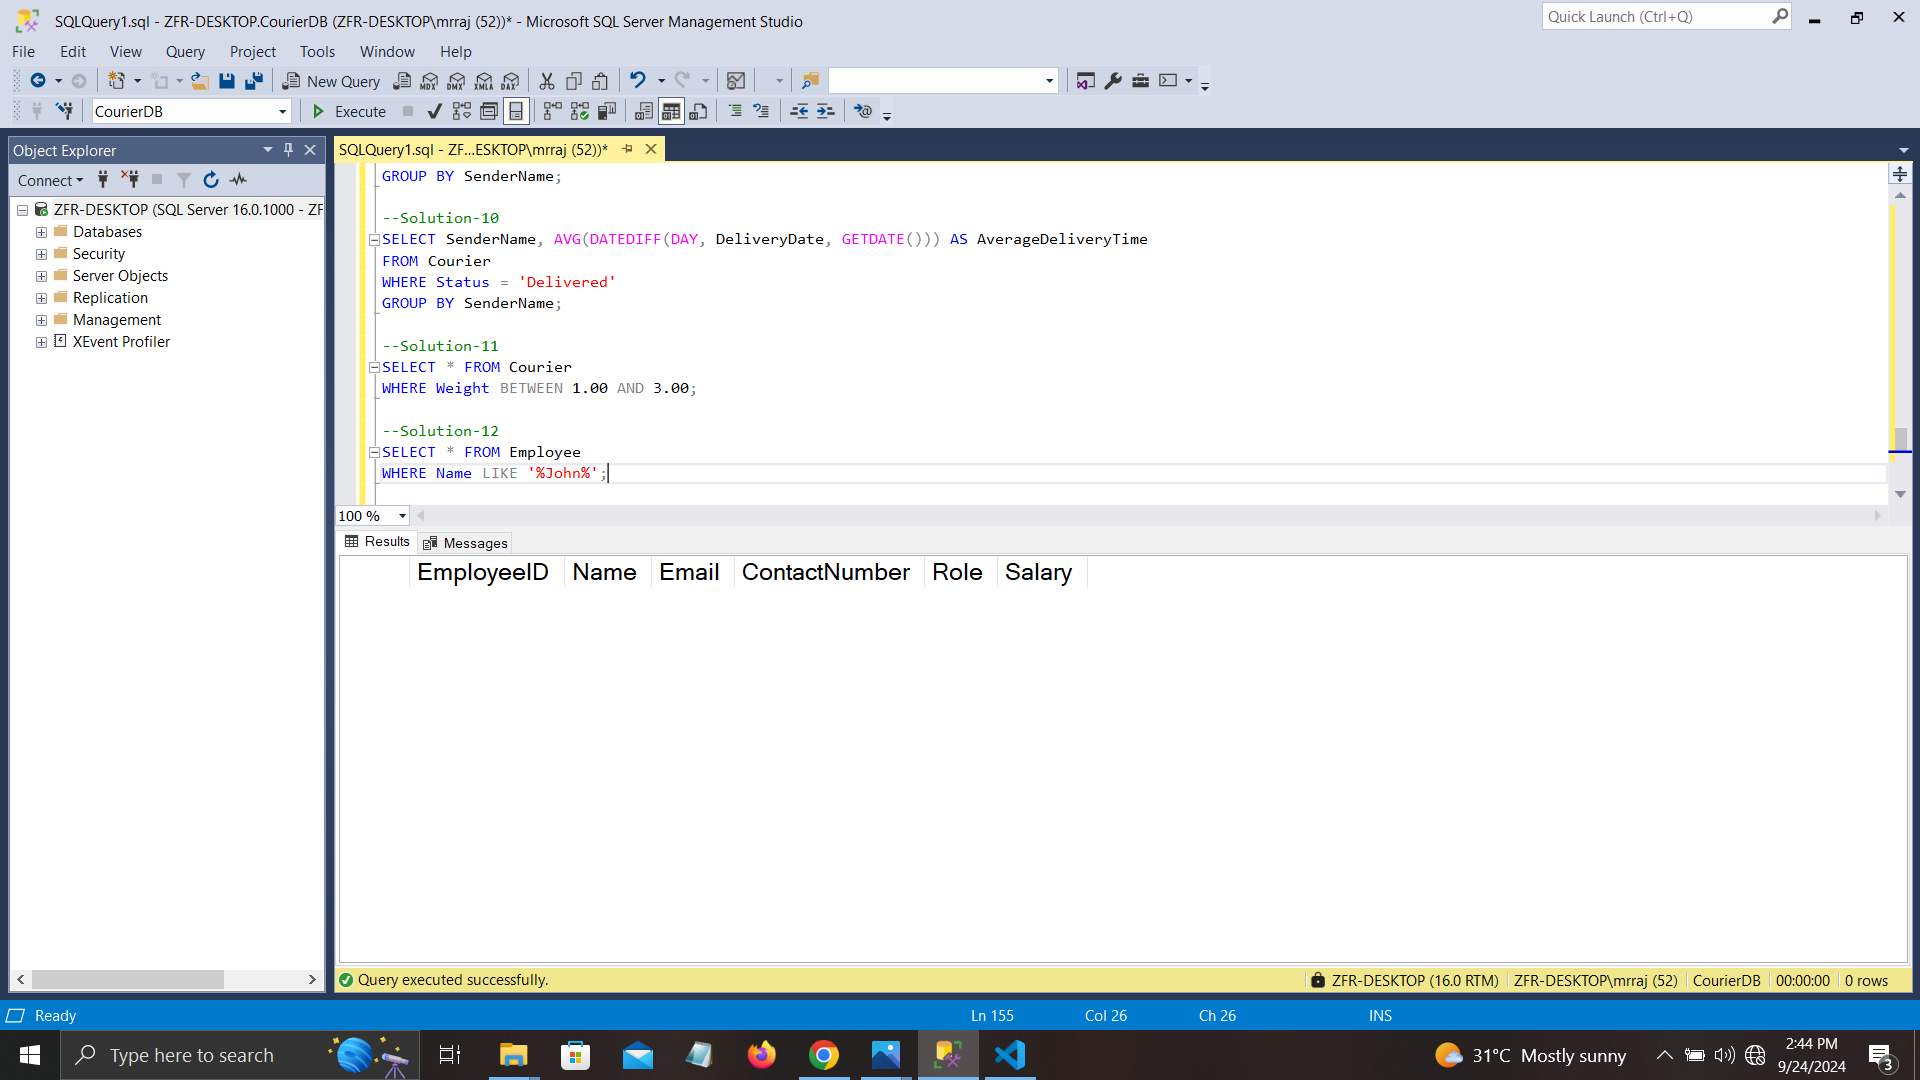 SQLQuery1.sql - ZFR-DESKTOP.CourierDB (ZFR-DESKTOP\mrraj (52))* - Microsoft SQL Server Management Studio
Quick Launch (Ctrl+Q)
File Edit View Query Project Tools Window Help
New Query MDX DMX XMLA DAX
CourierDB Execute
Object Explorer
Connect
ZFR-DESKTOP (SQL Server 16.0.1000 - ZF
Databases
Security
Server Objects
Replication
Management
XEvent Profiler
SQLQuery1.sql - ZF...ESKTOP\mrraj (52))*
GROUP BY SenderName;
--Solution-10
SELECT SenderName, AVG(DATEDIFF(DAY, DeliveryDate, GETDATE())) AS AverageDeliveryTime
FROM Courier
WHERE Status = 'Delivered'
GROUP BY SenderName;
--Solution-11
SELECT * FROM Courier
WHERE Weight BETWEEN 1.00 AND 3.00;
--Solution-12
SELECT * FROM Employee
WHERE Name LIKE '%John%';
100 %
Results Messages
EmployeeID Name Email ContactNumber Role Salary
Query executed successfully.
ZFR-DESKTOP (16.0 RTM) ZFR-DESKTOP\mrraj (52) CourierDB 00:00:00 0 rows
Ready Ln 155 Col 26 Ch 26 INS
Type here to search
31°C Mostly sunny
2:44 PM
9/24/2024
3